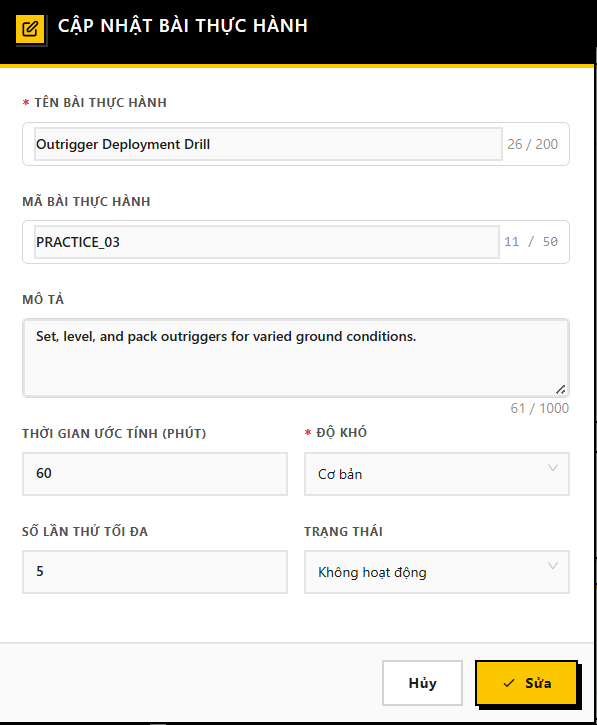 CẬP NHẬT BÀI THỰC HÀNH
* TÊN BÀI THỰC HÀNH
Outrigger Deployment Drill 26 / 200
MÃ BÀI THỰC HÀNH
PRACTICE_03 11 / 50
MÔ TẢ
Set, level, and pack outriggers for varied ground conditions.
61 / 1000
THỜI GIAN ƯỚC TÍNH (PHÚT) * ĐỘ KHÓ
60 Cơ bản
SỐ LẦN THỬ TỐI ĐA TRẠNG THÁI
5 Không hoạt động
Hủy Sửa